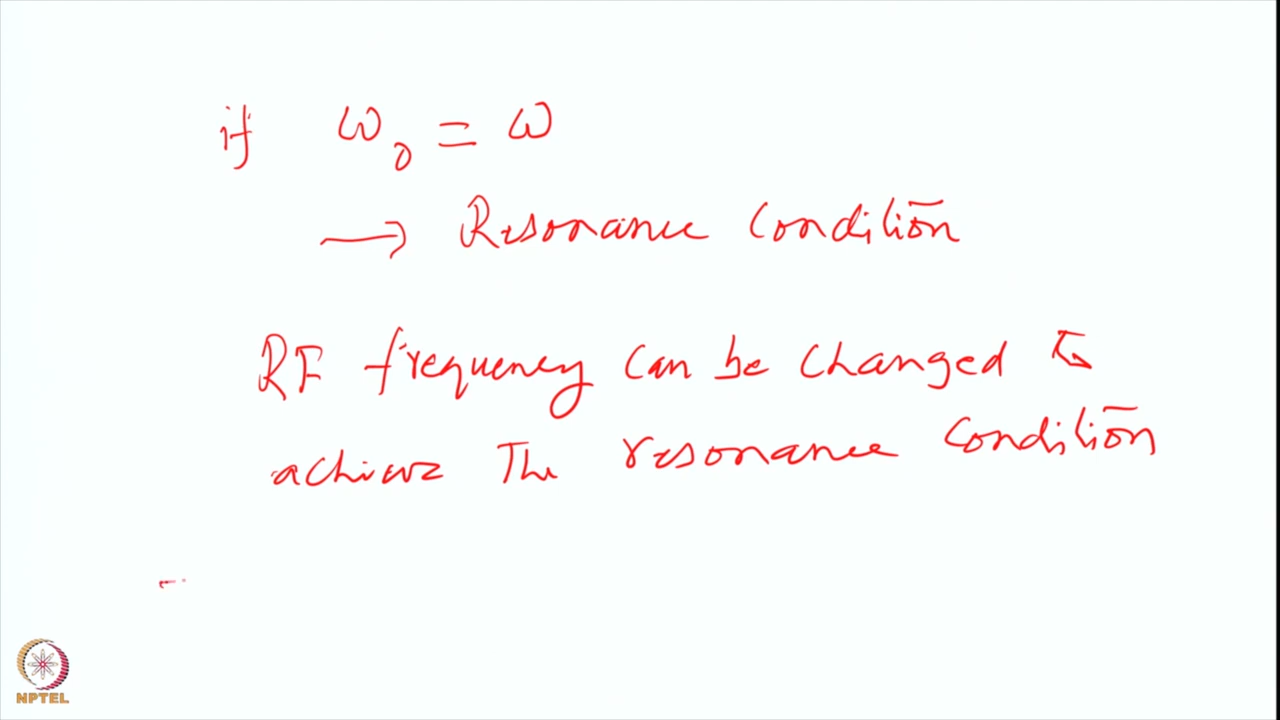 if ω₀ = ω
→ Resonance Condition
RF frequency can be changed to
achieve The resonance condition
NPTEL